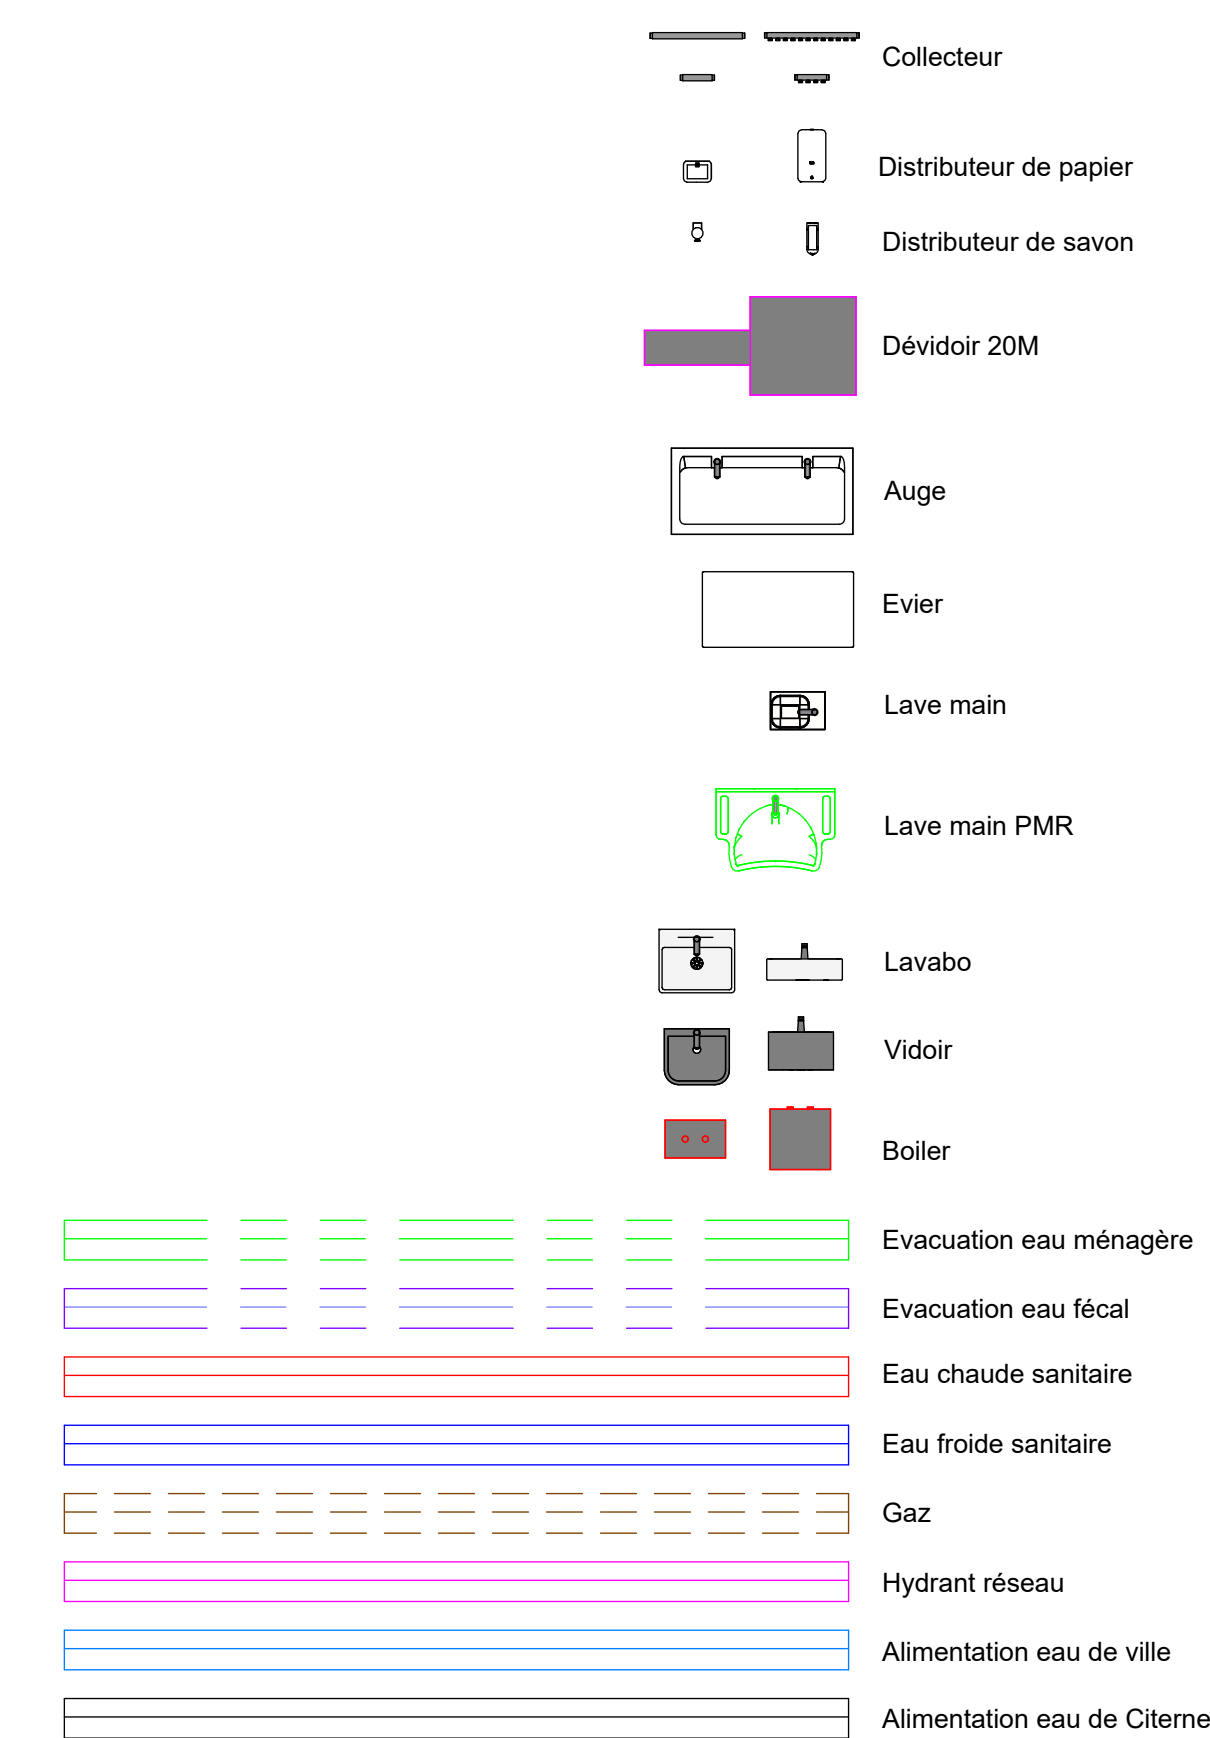 Collecteur
Distributeur de papier
Distributeur de savon
Dévidoir 20M
Auge
Evier
Lave main
Lave main PMR
Lavabo
Vidoir
Boiler
Evacuation eau ménagère
Evacuation eau fécal
Eau chaude sanitaire
Eau froide sanitaire
Gaz
Hydrant réseau
Alimentation eau de ville
Alimentation eau de Citerne